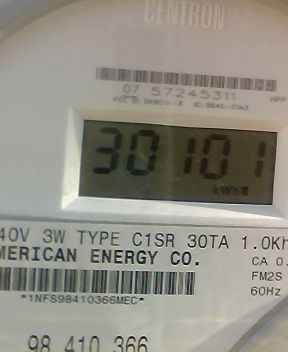 CENTRON®
07 57245311
30101
kWh
40V 3W TYPE C1SR 30TA 1.0Kh
MERICAN ENERGY CO.
CA 0.
FM2S
60Hz
*1NFS98410366MEC*
98 410 366